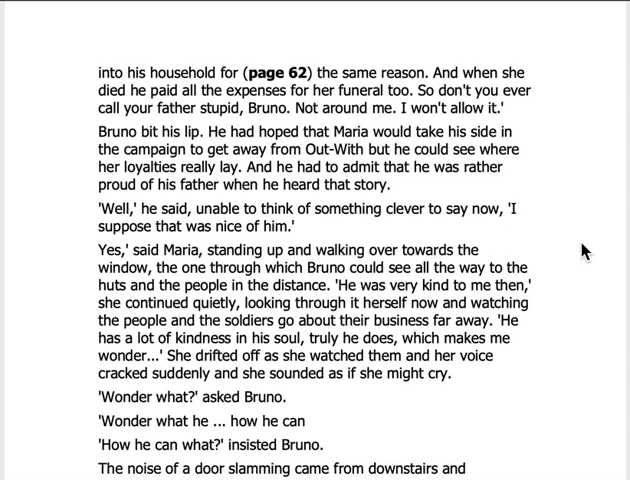 into his household for (page 62) the same reason. And when she
died he paid all the expenses for her funeral too. So don't you ever
call your father stupid, Bruno. Not around me. I won't allow it.'
Bruno bit his lip. He had hoped that Maria would take his side in
the campaign to get away from Out-With but he could see where
her loyalties really lay. And he had to admit that he was rather
proud of his father when he heard that story.
'Well,' he said, unable to think of something clever to say now, 'I
suppose that was nice of him.'
Yes,' said Maria, standing up and walking over towards the
window, the one through which Bruno could see all the way to the
huts and the people in the distance. 'He was very kind to me then,'
she continued quietly, looking through it herself now and watching
the people and the soldiers go about their business far away. 'He
has a lot of kindness in his soul, truly he does, which makes me
wonder...' She drifted off as she watched them and her voice
cracked suddenly and she sounded as if she might cry.
'Wonder what?' asked Bruno.
'Wonder what he ... how he can
'How he can what?' insisted Bruno.
The noise of a door slamming came from downstairs and